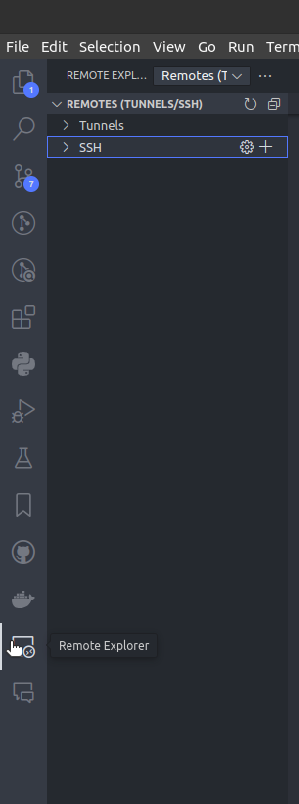 File Edit Selection View Go Run Term
REMOTE EXPL... Remotes (T
REMOTES (TUNNELS/SSH)
1
Tunnels
SSH
7
Remote Explorer